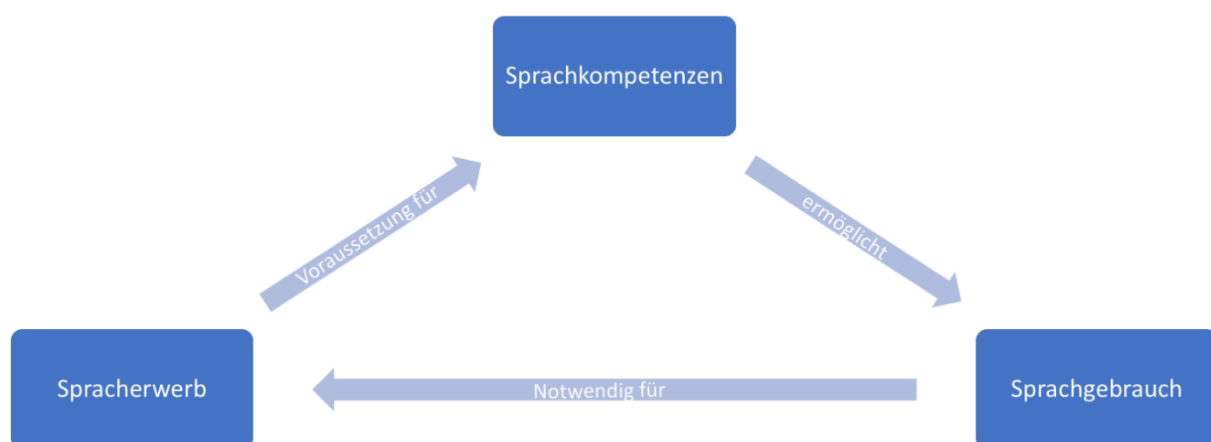 Sprachkompetenzen
Voraussetzung für
ermöglicht
Spracherwerb
Notwendig für
Sprachgebrauch